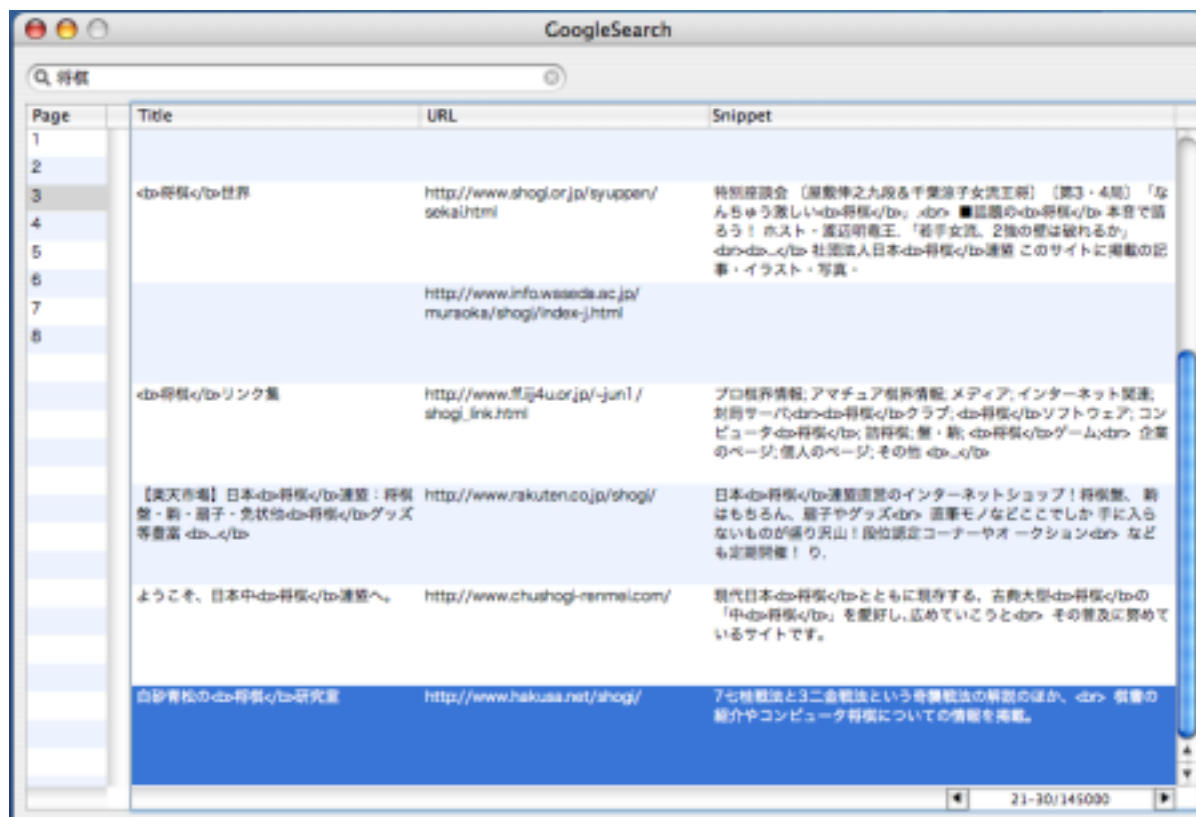 GoogleSearch
将棋
Page
Title
URL
Snippet
1
2
3
4
5
6
7
8
<b>将棋</b>世界
http://www.shogi.or.jp/syuppen/
sekai.html
特別座談会 〔屋敷伸之九段&千葉涼子女流王将〕 〔第3・4局〕 「な
んちゅう激しい<b>将棋</b>」.<br> ■話題の<b>将棋</b> 本音で語
ろう！ ホスト・渡辺明竜王. 「若手女流、2強の壁は破れるか」
<br><b>...</b> 社団法人日本<b>将棋</b>連盟 このサイトに掲載の記
事・イラスト・写真・
http://www.info.waseda.ac.jp/
muraoka/shogi/index-j.html
<b>将棋</b>リンク集
http://www.ff.iij4u.or.jp/~jun1/
shogi_link.html
プロ棋界情報; アマチュア棋界情報; メディア; インターネット関連;
対局サーバ;<br><b>将棋</b>クラブ; <b>将棋</b>ソフトウェア; コン
ピュータ<b>将棋</b>; 詰将棋; 盤・駒; <b>将棋</b>ゲーム;<br> 企業
のページ; 個人のページ; その他 <b>...</b>
【楽天市場】日本<b>将棋</b>連盟：将棋
盤・駒・扇子・免状他<b>将棋</b>グッズ
等豊富 <b>...</b>
http://www.rakuten.co.jp/shogi/
日本<b>将棋</b>連盟直営のインターネットショップ！将棋盤、 駒
はもちろん、扇子やグッズ<br> 直筆モノなどここでしか 手に入ら
ないものが盛り沢山！段位認定コーナーやオ ークション<br> など
も定期開催！ り.
ようこそ、日本中<b>将棋</b>連盟へ。
http://www.chushogi-renmei.com/
現代日本<b>将棋</b>とともに現存する、古典大型<b>将棋</b>の
「中<b>将棋</b>」を愛好し､広めていこうと<br> その普及に努めて
いるサイトです。
白砂青松の<b>将棋</b>研究室
http://www.hakusa.net/shogi/
7七桂戦法と3二金戦法という奇襲戦法の解説のほか、<br> 棋書の
紹介やコンピュータ将棋についての情報を掲載。
21-30/145000